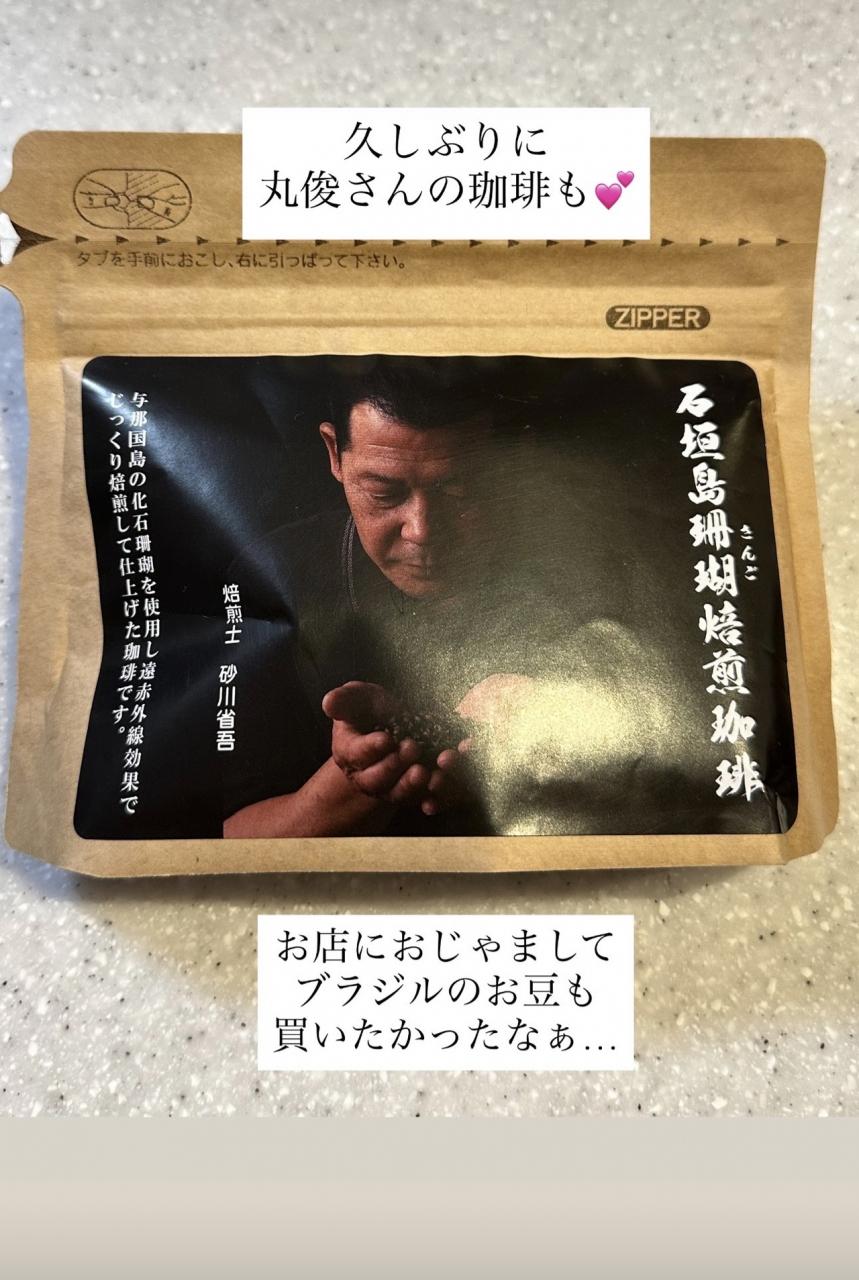 久しぶりに
丸俊さんの珈琲も💕
タブを手前におこし、右に引っぱって下さい。
ZIPPER
石垣島珊瑚焙煎珈琲
さんご
焙煎士 砂川省吾
与那国島の化石珊瑚を使用し遠赤外線効果で
じっくり焙煎して仕上げた珈琲です。
お店におじゃまして
ブラジルのお豆も
買いたかったなぁ...